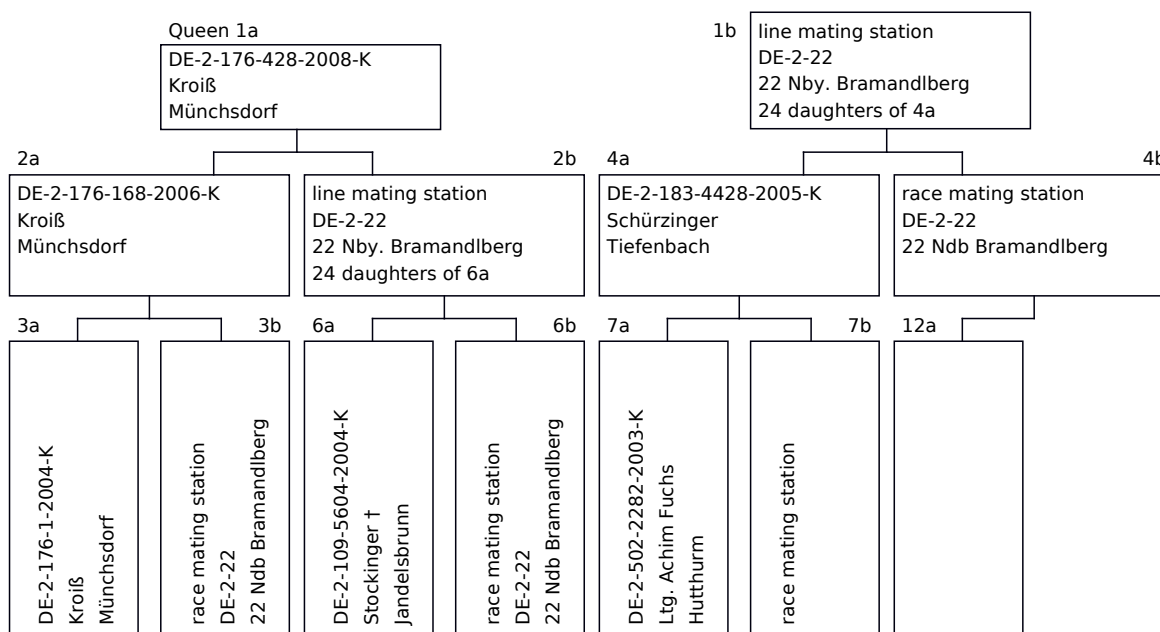 Queen 1a
DE-2-176-428-2008-K
Kroiß
Münchsdorf
1b
line mating station
DE-2-22
22 Nby. Bramandlberg
24 daughters of 4a
2a
DE-2-176-168-2006-K
Kroiß
Münchsdorf
2b
line mating station
DE-2-22
22 Nby. Bramandlberg
24 daughters of 6a
4a
DE-2-183-4428-2005-K
Schürzinger
Tiefenbach
4b
race mating station
DE-2-22
22 Ndb Bramandlberg
3a
DE-2-176-1-2004-K
Kroiß
Münchsdorf
3b
race mating station
DE-2-22
22 Ndb Bramandlberg
6a
DE-2-109-5604-2004-K
Stockinger †
Jandelsbrunn
6b
race mating station
DE-2-22
22 Ndb Bramandlberg
7a
DE-2-502-2282-2003-K
Ltg. Achim Fuchs
Hutthurm
7b
race mating station
12a